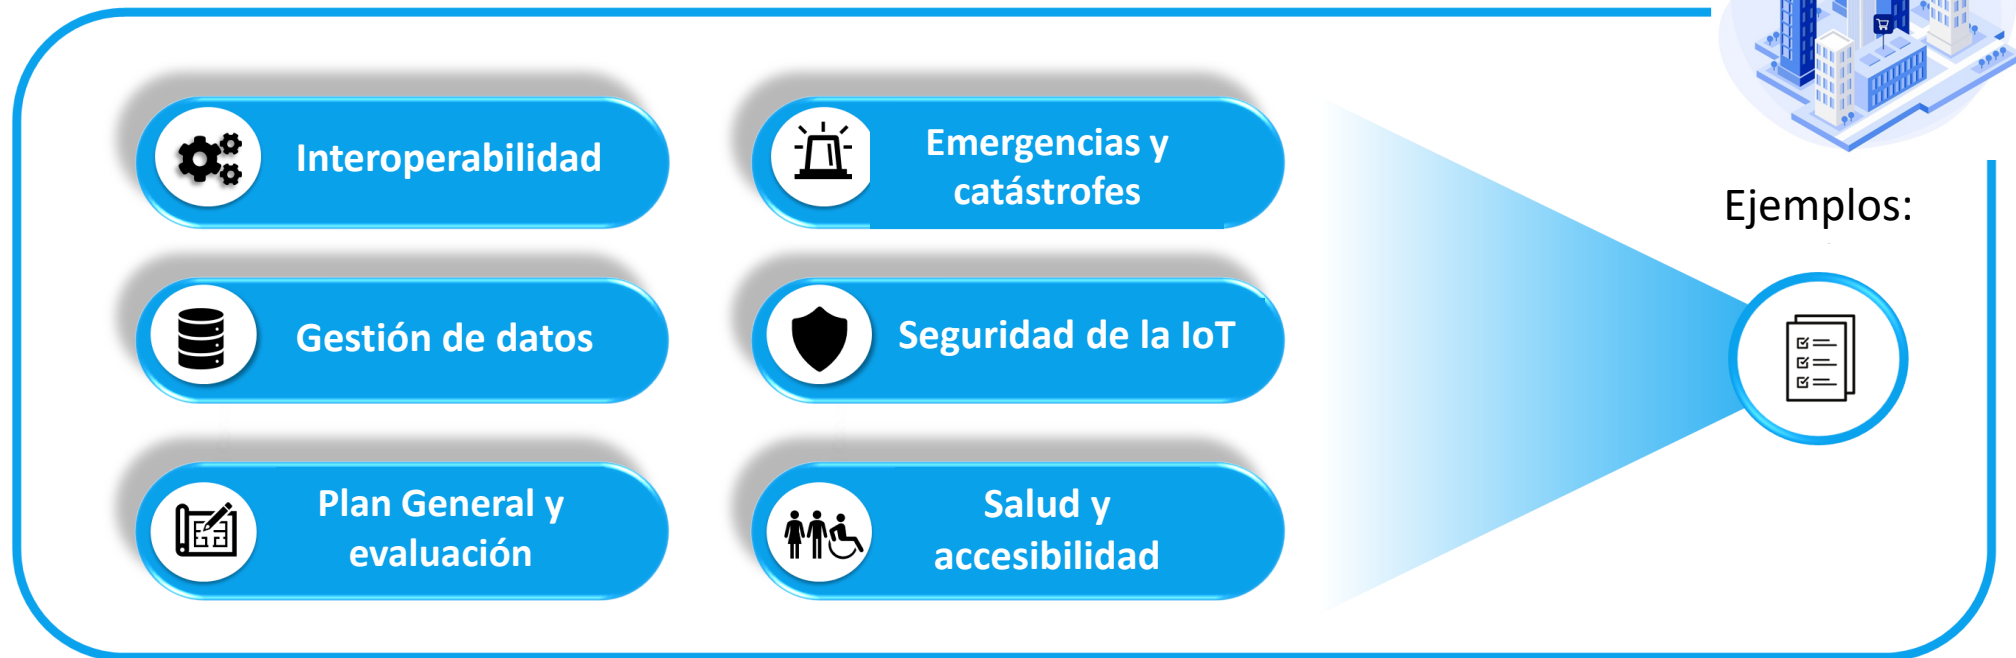 Interoperabilidad
Emergencias y
catástrofes
Ejemplos:
Gestión de datos
Seguridad de la IoT
Plan General y
evaluación
Salud y
accesibilidad